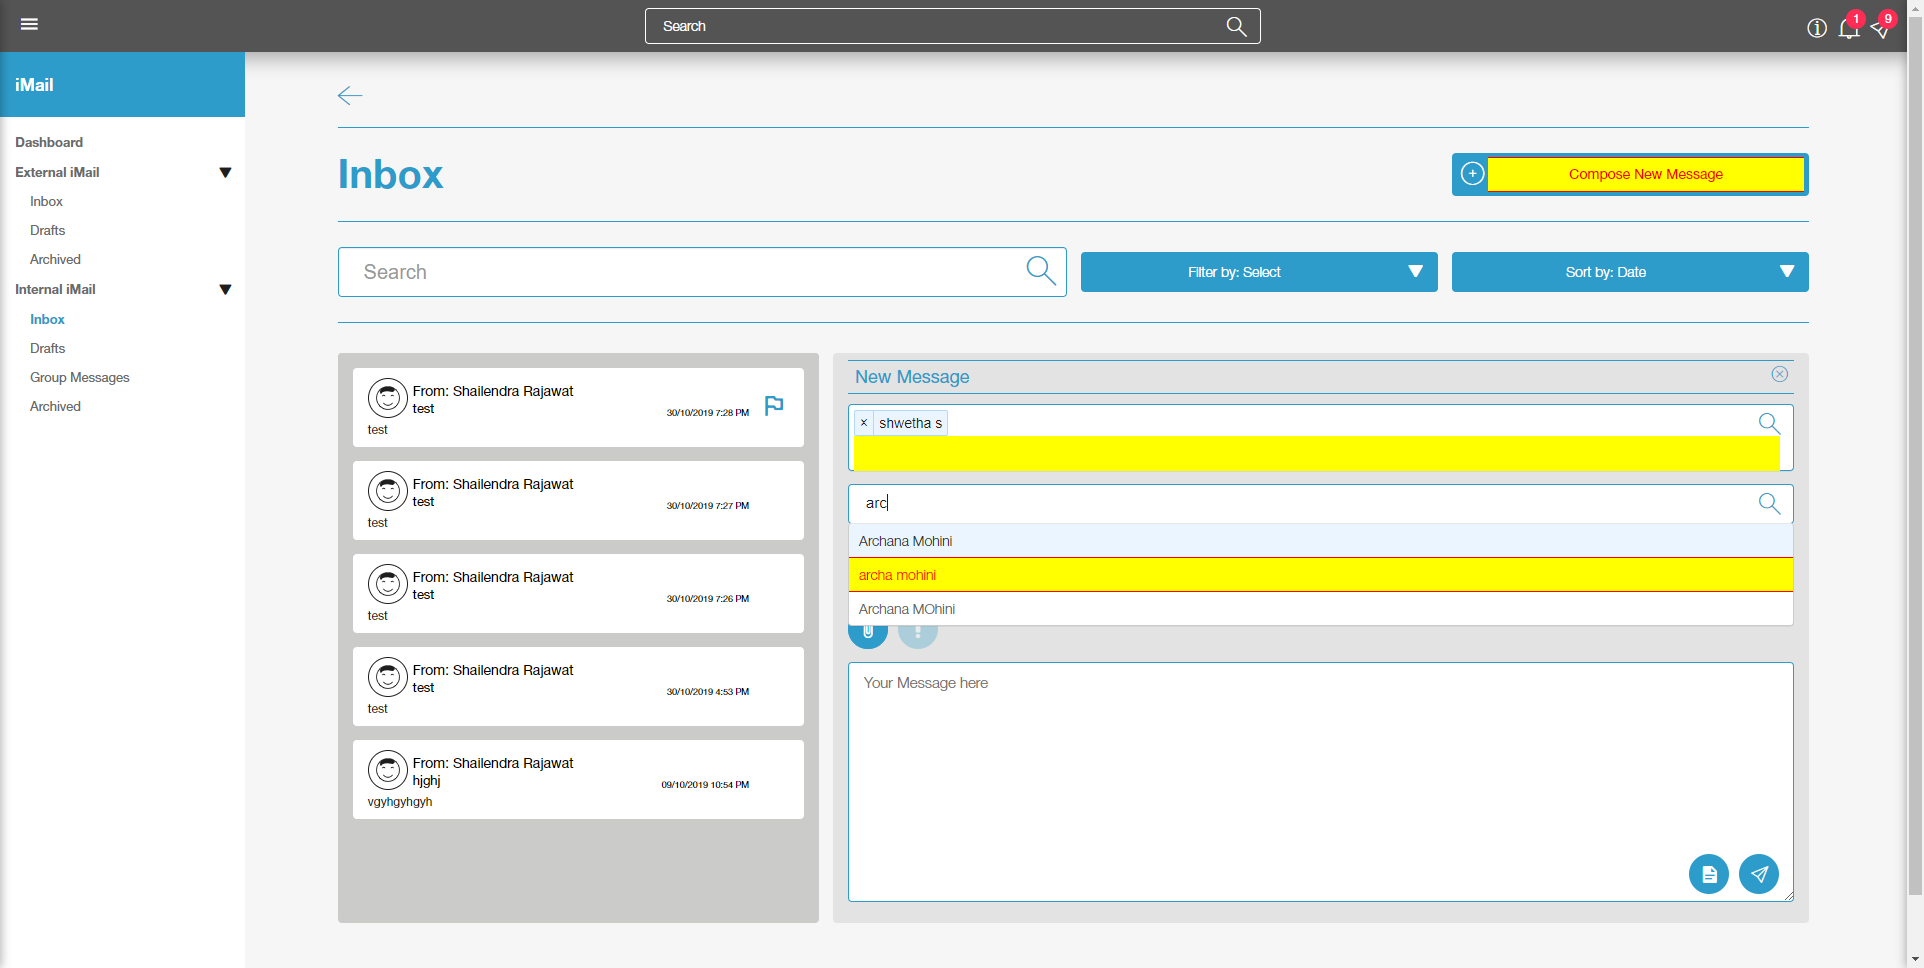 Search
1
9
iMail
Dashboard
External iMail
Inbox
Drafts
Archived
Internal iMail
Inbox
Drafts
Group Messages
Archived
Inbox
Compose New Message
Search
Filter by: Select
Sort by: Date
From: Shailendra Rajawat
test
30/10/2019 7:28 PM
test
From: Shailendra Rajawat
test
30/10/2019 7:27 PM
test
From: Shailendra Rajawat
test
30/10/2019 7:26 PM
test
From: Shailendra Rajawat
test
30/10/2019 4:53 PM
test
From: Shailendra Rajawat
hjghj
09/10/2019 10:54 PM
vgyhgyhgyh
New Message
× shwetha s
arc
Archana Mohini
archa mohini
Archana MOhini
Your Message here